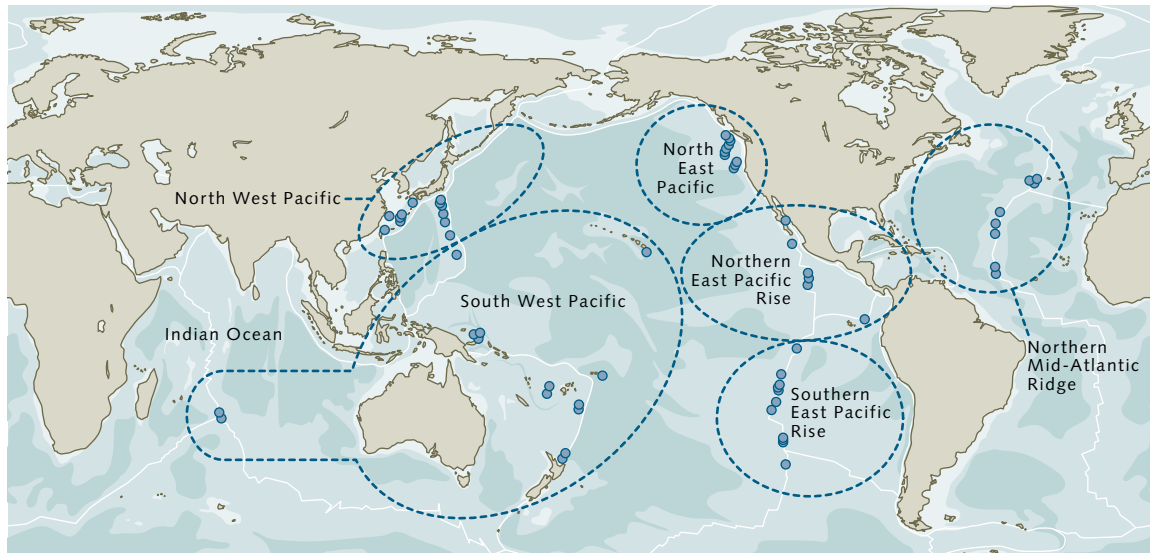 North West Pacific
South West Pacific
Indian Ocean
North
East
Pacific
Northern
East Pacific
Rise
Southern
East Pacific
Rise
Northern
Mid-Atlantic
Ridge